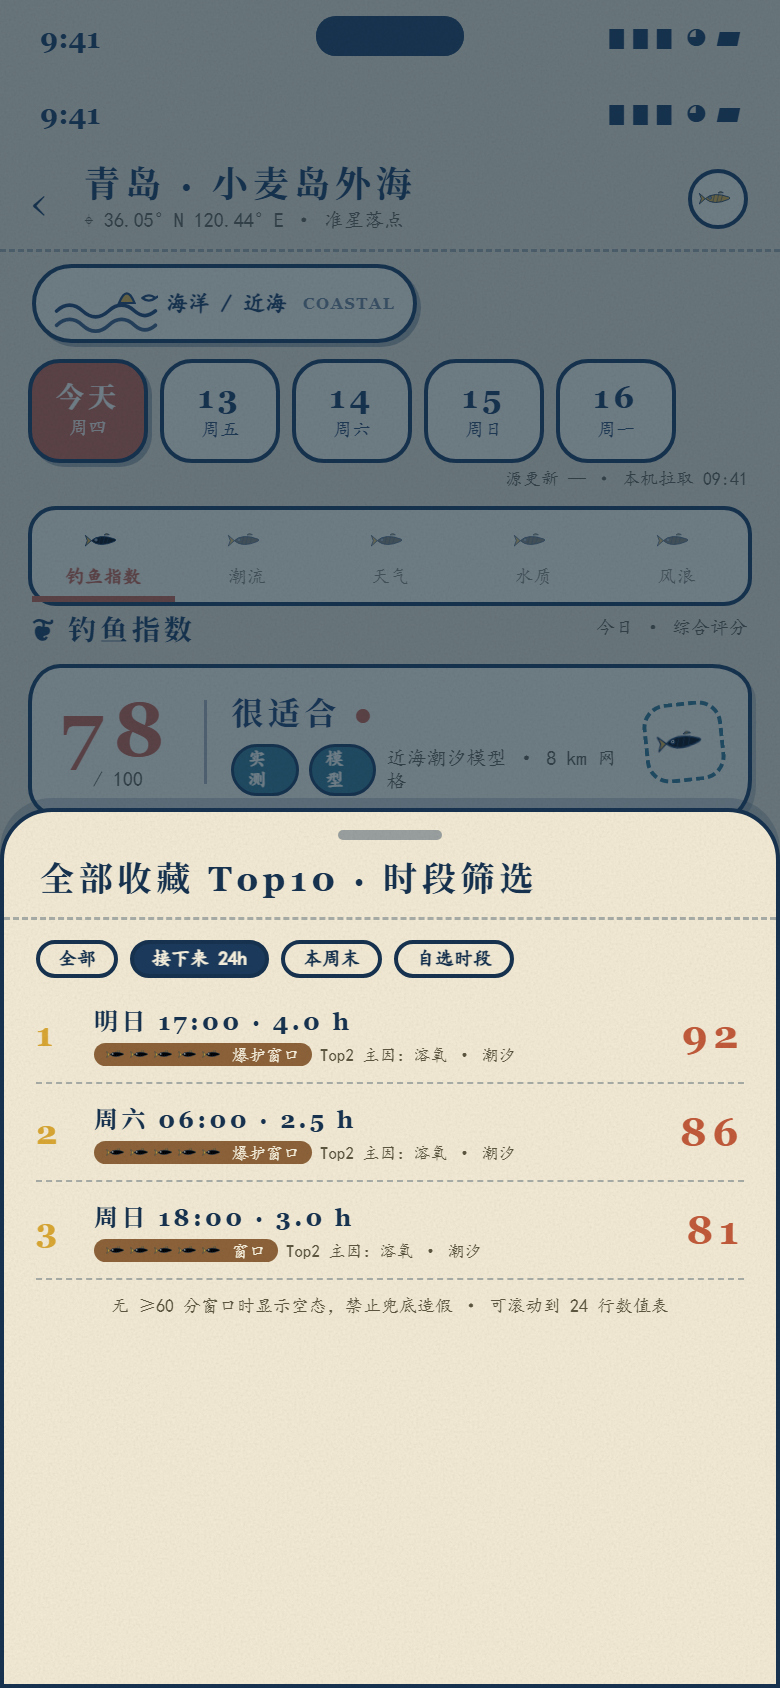 9:41
9:41
青岛 · 小麦岛外海
⌖ 36.05° N 120.44° E • 准星落点
海洋 / 近海 COASTAL
今天 13 14 15 16
周四 周五 周六 周日 周一
源更新 — • 本机拉取 09:41
钓鱼指数 潮流 天气 水质 风浪
❦ 钓鱼指数 今日 • 综合评分
78 / 100
很适合
实测 模型 近海潮汐模型 • 8 km 网格
全部收藏 Top10 · 时段筛选
全部 接下来 24h 本周末 自选时段
1 明日 17:00 · 4.0 h 92
爆护窗口 Top2 主因: 溶氧 • 潮汐
2 周六 06:00 · 2.5 h 86
爆护窗口 Top2 主因: 溶氧 • 潮汐
3 周日 18:00 · 3.0 h 81
窗口 Top2 主因: 溶氧 • 潮汐
无 ≥60 分窗口时显示空态, 禁止兜底造假 • 可滚动到 24 行数值表